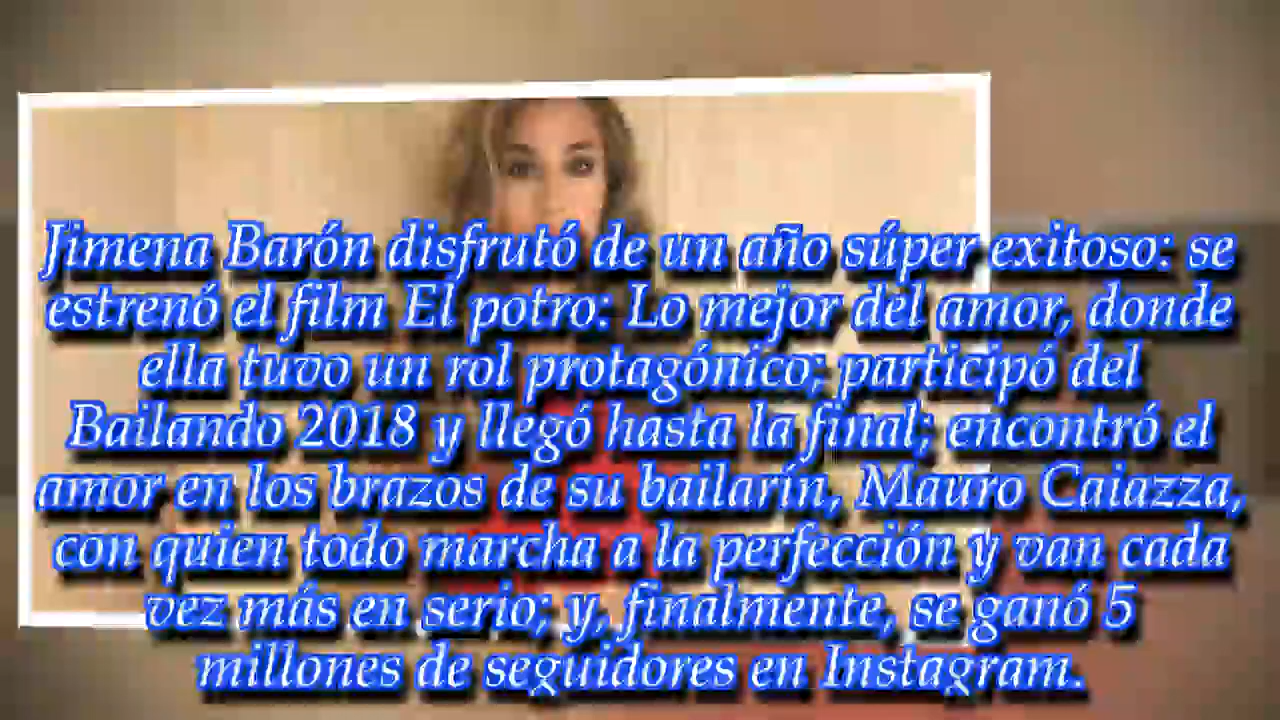 Jimena Barón disfrutó de un año súper exitoso: se
estrenó el film El potro: Lo mejor del amor, donde
ella tuvo un rol protagónico; participó del
Bailando 2018 y llegó hasta la final; encontró el
amor en los brazos de su bailarín, Mauro Caiazza,
con quien todo marcha a la perfección y van cada
vez más en serio; y, finalmente, se ganó 5
millones de seguidores en Instagram.